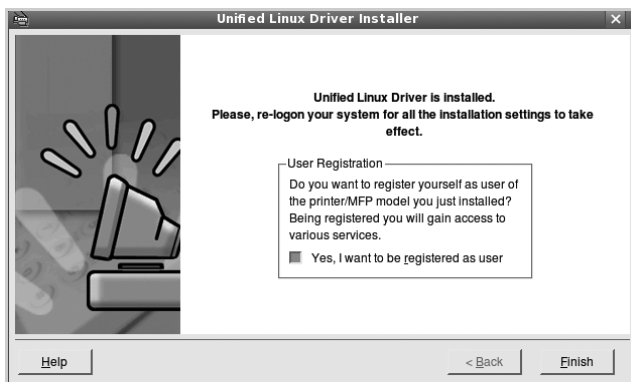 Unified Linux Driver Installer
Unified Linux Driver is installed.
Please, re-logon your system for all the installation settings to take
effect.
User Registration
Do you want to register yourself as user of
the printer/MFP model you just installed?
Being registered you will gain access to
various services.
Yes, I want to be registered as user
Help
< Back
Finish